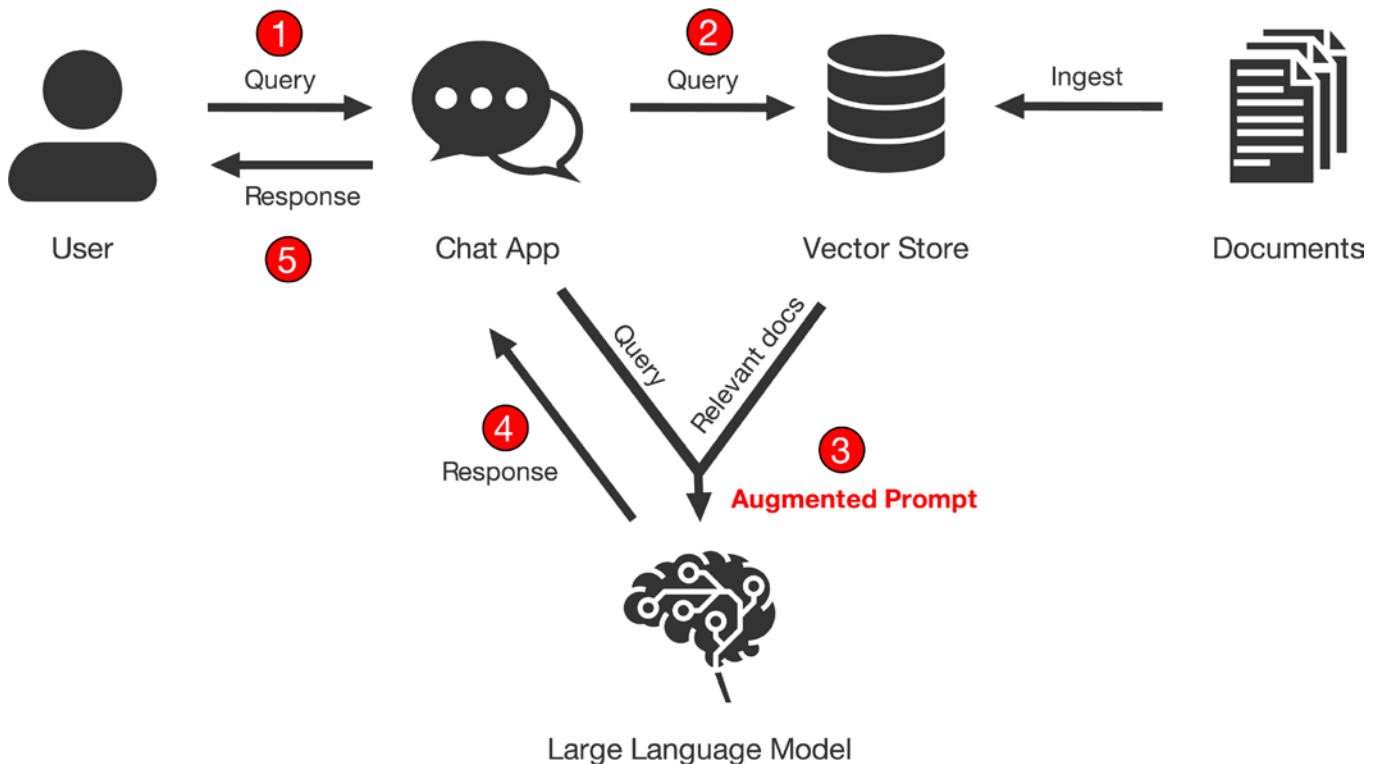 1
2
Query
Query
Ingest
Response
5
User
Chat App
Vector Store
Documents
Query
Relevant docs
4
Response
3
Augmented Prompt
Large Language Model